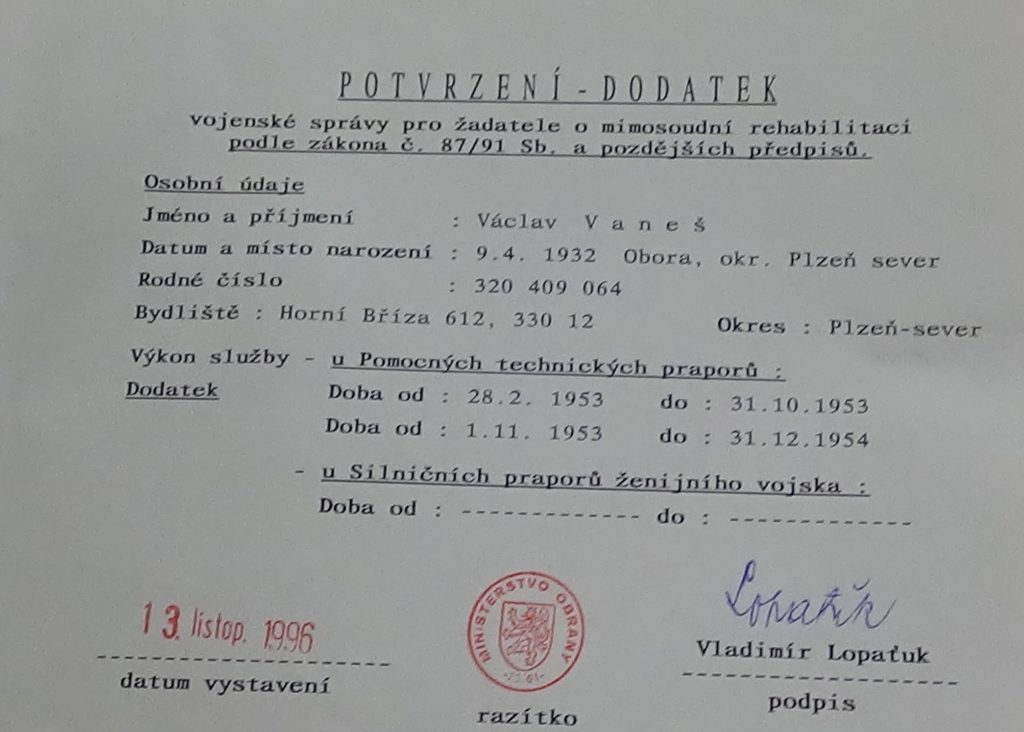 POTVRZENÍ-DODATEK
vojenské správy pro žadatele o mimosoudní rehabilitaci
podle zákona č. 87/91 Sb. a pozdějších předpisů.
Osobní údaje
Jméno a příjmení : Václav V a n e š
Datum a místo narození : 9.4. 1932 Obora, okr. Plzeň sever
Rodné číslo : 320 409 064
Bydliště : Horní Bříza 612, 330 12 Okres : Plzeň-sever
Výkon služby - u Pomocných technických praporů :
Dodatek Doba od : 28.2. 1953 do : 31.10.1953
Doba od : 1.11. 1953 do : 31.12.1954
- u Silničních praporů ženijního vojska :
Doba od : ------------- do : -------------
MINISTERSTVO OBRANY
13. listop. 1996
Vladimír Lopaťuk
datum vystavení
razítko
podpis